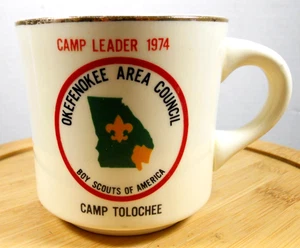 CAMP LEADER 1974
OKEFENOKEE AREA COUNCIL
BOY SCOUTS OF AMERICA
CAMP TOLOCHEE